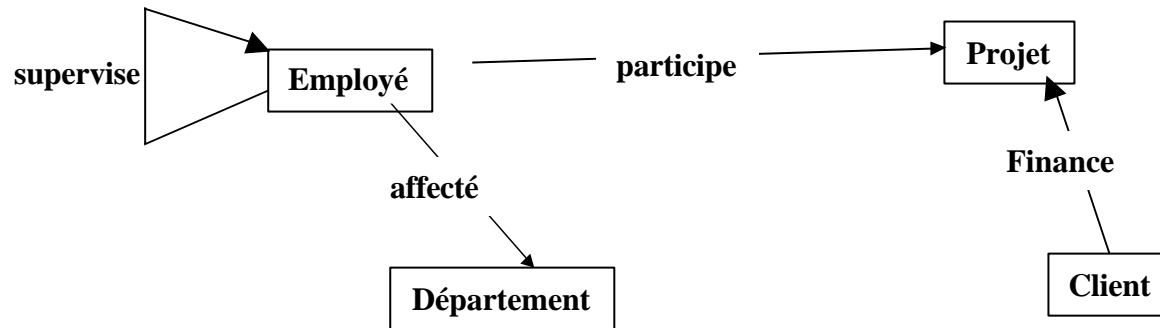 Projet
supervise
Employé
participe
Finance
affecté
Client
Département